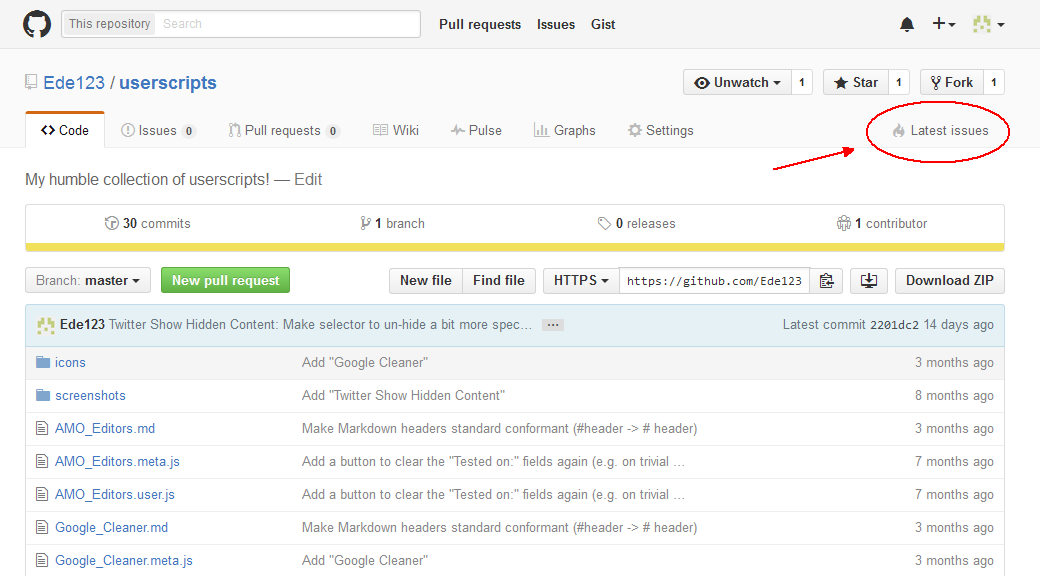 This repository Search Pull requests Issues Gist
Ede123 / userscripts Unwatch 1 Star 1 Fork 1
Code Issues 0 Pull requests 0 Wiki Pulse Graphs Settings Latest issues
My humble collection of userscripts! — Edit
30 commits 1 branch 0 releases 1 contributor
Branch: master New pull request New file Find file HTTPS https://github.com/Ede123 Download ZIP
Ede123 Twitter Show Hidden Content: Make selector to un-hide a bit more spec… … Latest commit 2201dc2 14 days ago
icons Add "Google Cleaner" 3 months ago
screenshots Add "Twitter Show Hidden Content" 8 months ago
AMO_Editors.md Make Markdown headers standard conformant (#header -> # header) 3 months ago
AMO_Editors.meta.js Add a button to clear the "Tested on:" fields again (e.g. on trivial … 7 months ago
AMO_Editors.user.js Add a button to clear the "Tested on:" fields again (e.g. on trivial … 7 months ago
Google_Cleaner.md Make Markdown headers standard conformant (#header -> # header) 3 months ago
Google_Cleaner.meta.js Add "Google Cleaner" 3 months ago